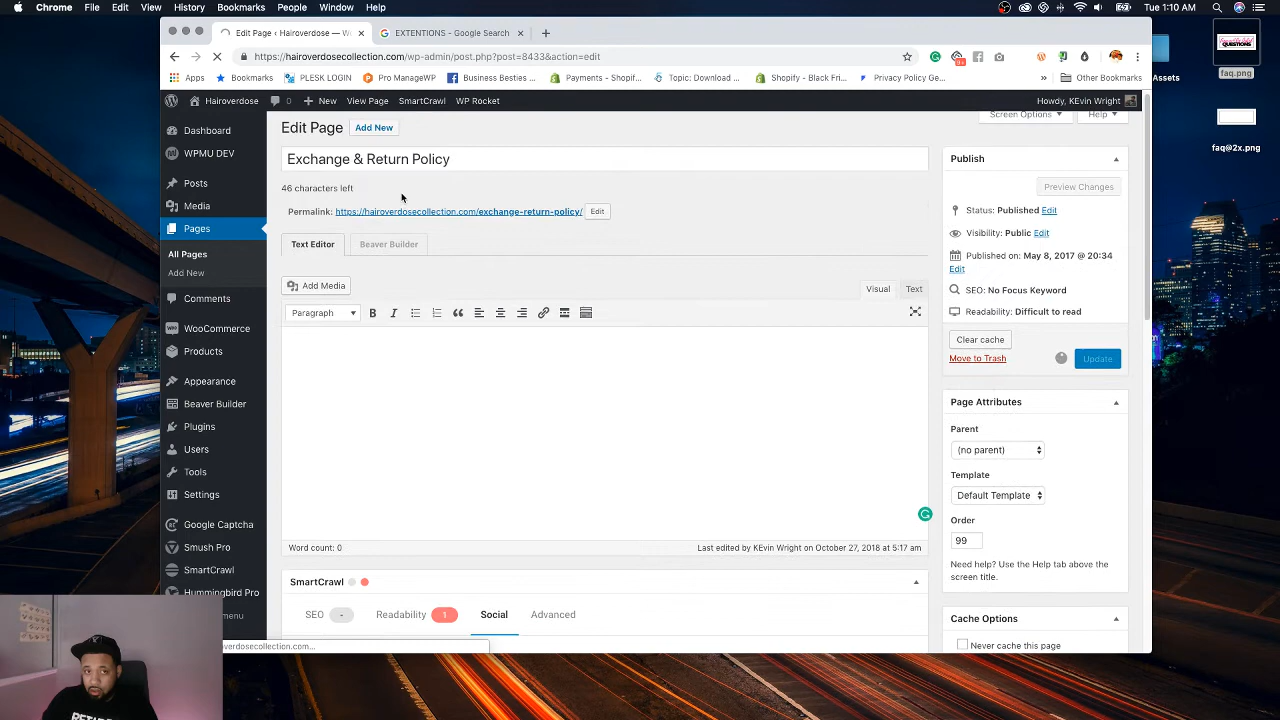 Chrome File Edit View History Bookmarks People Window Help
Tue 1:10 AM
Edit Page ‹ Hairoverdose — W
EXTENTIONS - Google Search
https://hairoverdosecollection.com/wp-admin/post.php?post=8433&action=edit
Apps Bookmarks PLESK LOGIN Pro ManageWP Business Besties ... Payments - Shopif... Topic: Download ... Shopify - Black Fri... Privacy Policy Ge... » Other Bookmarks
Assets
QUESTIONS
faq.png
faq@2x.png
Hairoverdose 0 New View Page SmartCrawl WP Rocket Howdy, KEvin Wright
Dashboard
WPMU DEV
Posts
Media
Pages
All Pages
Add New
Comments
WooCommerce
Products
Appearance
Beaver Builder
Plugins
Users
Tools
Settings
Google Captcha
Smush Pro
SmartCrawl
Hummingbird Pro
menu
Screen Options Help
Edit Page Add New
Exchange & Return Policy
46 characters left
Permalink: https://hairoverdosecollection.com/exchange-return-policy/ Edit
Text Editor Beaver Builder
Add Media Visual Text
Paragraph
Word count: 0 Last edited by KEvin Wright on October 27, 2018 at 5:17 am
SmartCrawl
SEO - Readability 1 Social Advanced
verdosecollection.com...
Publish
Preview Changes
Status: Published Edit
Visibility: Public Edit
Published on: May 8, 2017 @ 20:34
Edit
SEO: No Focus Keyword
Readability: Difficult to read
Clear cache
Move to Trash Update
Page Attributes
Parent
(no parent)
Template
Default Template
Order
99
Need help? Use the Help tab above the
screen title.
Cache Options
Never cache this page